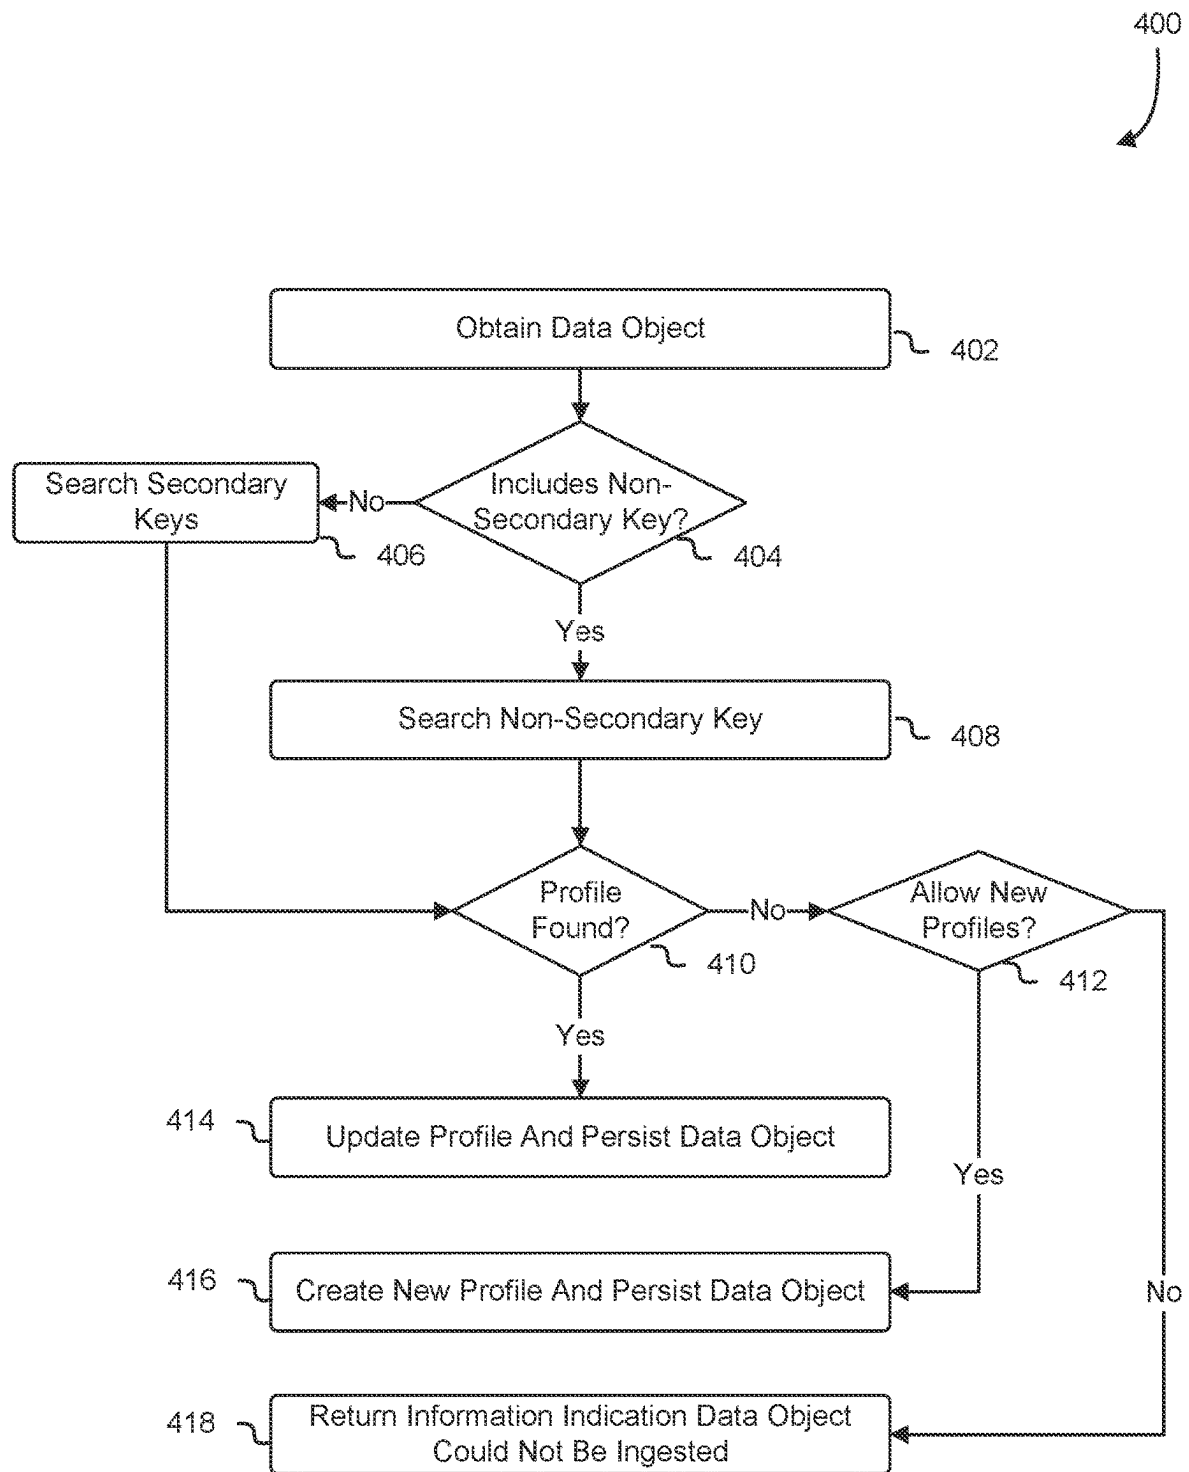 400
Obtain Data Object
402
Includes Non-
Secondary Key?
404
No
Search Secondary
Keys
406
Yes
Search Non-Secondary Key
408
Profile
Found?
410
No
Allow New
Profiles?
412
Yes
414
Update Profile And Persist Data Object
Yes
416
Create New Profile And Persist Data Object
No
418
Return Information Indication Data Object
Could Not Be Ingested